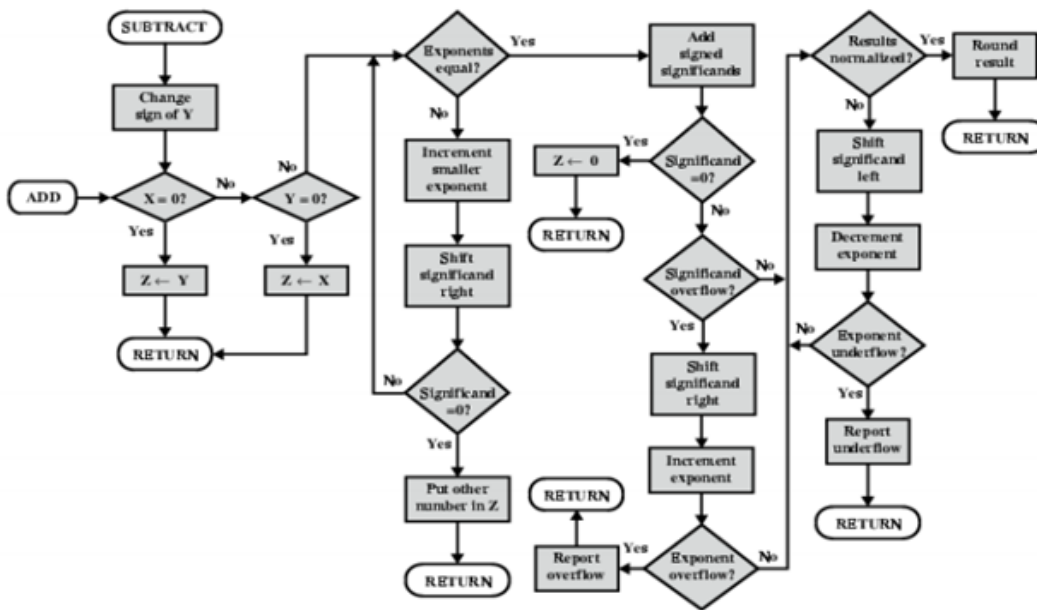 SUBTRACT
Change
sign of Y
ADD
X = 0?
No
Yes
Z ← Y
RETURN
Y = 0?
No
Yes
Z ← X
Exponents
equal?
Yes
No
Increment
smaller
exponent
Shift
significand
right
Significand
=0?
No
Yes
Put other
number in Z
RETURN
Add
signed
significands
Significand
=0?
Yes
Z ← 0
RETURN
No
Significand
overflow?
No
Yes
Shift
significand
right
Increment
exponent
Exponent
overflow?
Yes
Report
overflow
RETURN
No
Results
normalized?
Yes
Round
result
RETURN
No
Shift
significand
left
Decrement
exponent
Exponent
underflow?
No
Yes
Report
underflow
RETURN